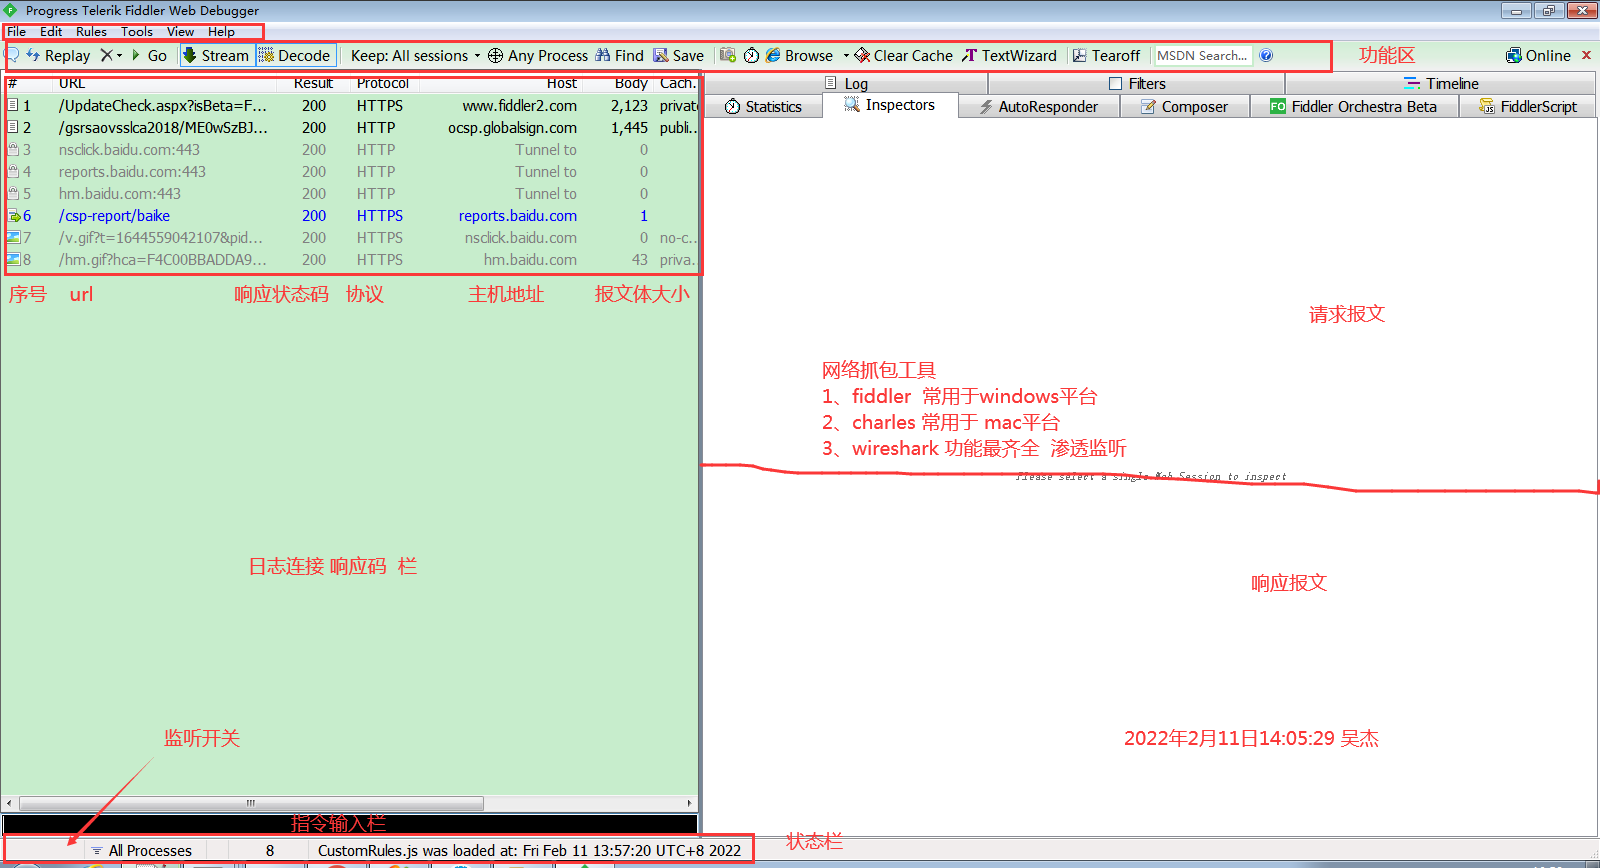 Progress Telerik Fiddler Web Debugger
File Edit Rules Tools View Help
Replay Go Stream Decode Keep: All sessions Any Process Find Save Browse Clear Cache TextWizard Tearoff MSDN Search... 功能区 Online
# URL Result Protocol Host Body Cach.
1 /UpdateCheck.aspx?isBeta=F... 200 HTTPS www.fiddler2.com 2,123 private
2 /gsrsaovsslca2018/ME0wSzBJ... 200 HTTP ocsp.globalsign.com 1,445 publi...
3 nsclick.baidu.com:443 200 HTTP Tunnel to 0
4 reports.baidu.com:443 200 HTTP Tunnel to 0
5 hm.baidu.com:443 200 HTTP Tunnel to 0
6 /csp-report/baike 200 HTTPS reports.baidu.com 1
7 /v.gif?t=1644559042107&pid... 200 HTTPS nsclick.baidu.com 0 no-c...
8 /hm.gif?hca=F4C00BBADDA9... 200 HTTPS hm.baidu.com 43 priva...
序号 url 响应状态码 协议 主机地址 报文体大小
日志连接 响应码 栏
监听开关
指令输入栏
All Processes 8 CustomRules.js was loaded at: Fri Feb 11 13:57:20 UTC+8 2022
状态栏
Log Filters Timeline
Statistics Inspectors AutoResponder Composer FO Fiddler Orchestra Beta FiddlerScript
请求报文
网络抓包工具
1、fiddler 常用于windows平台
2、charles 常用于 mac平台
3、wireshark 功能最齐全 渗透监听
Please select a single Web Session to inspect
响应报文
2022年2月11日14:05:29 吴杰